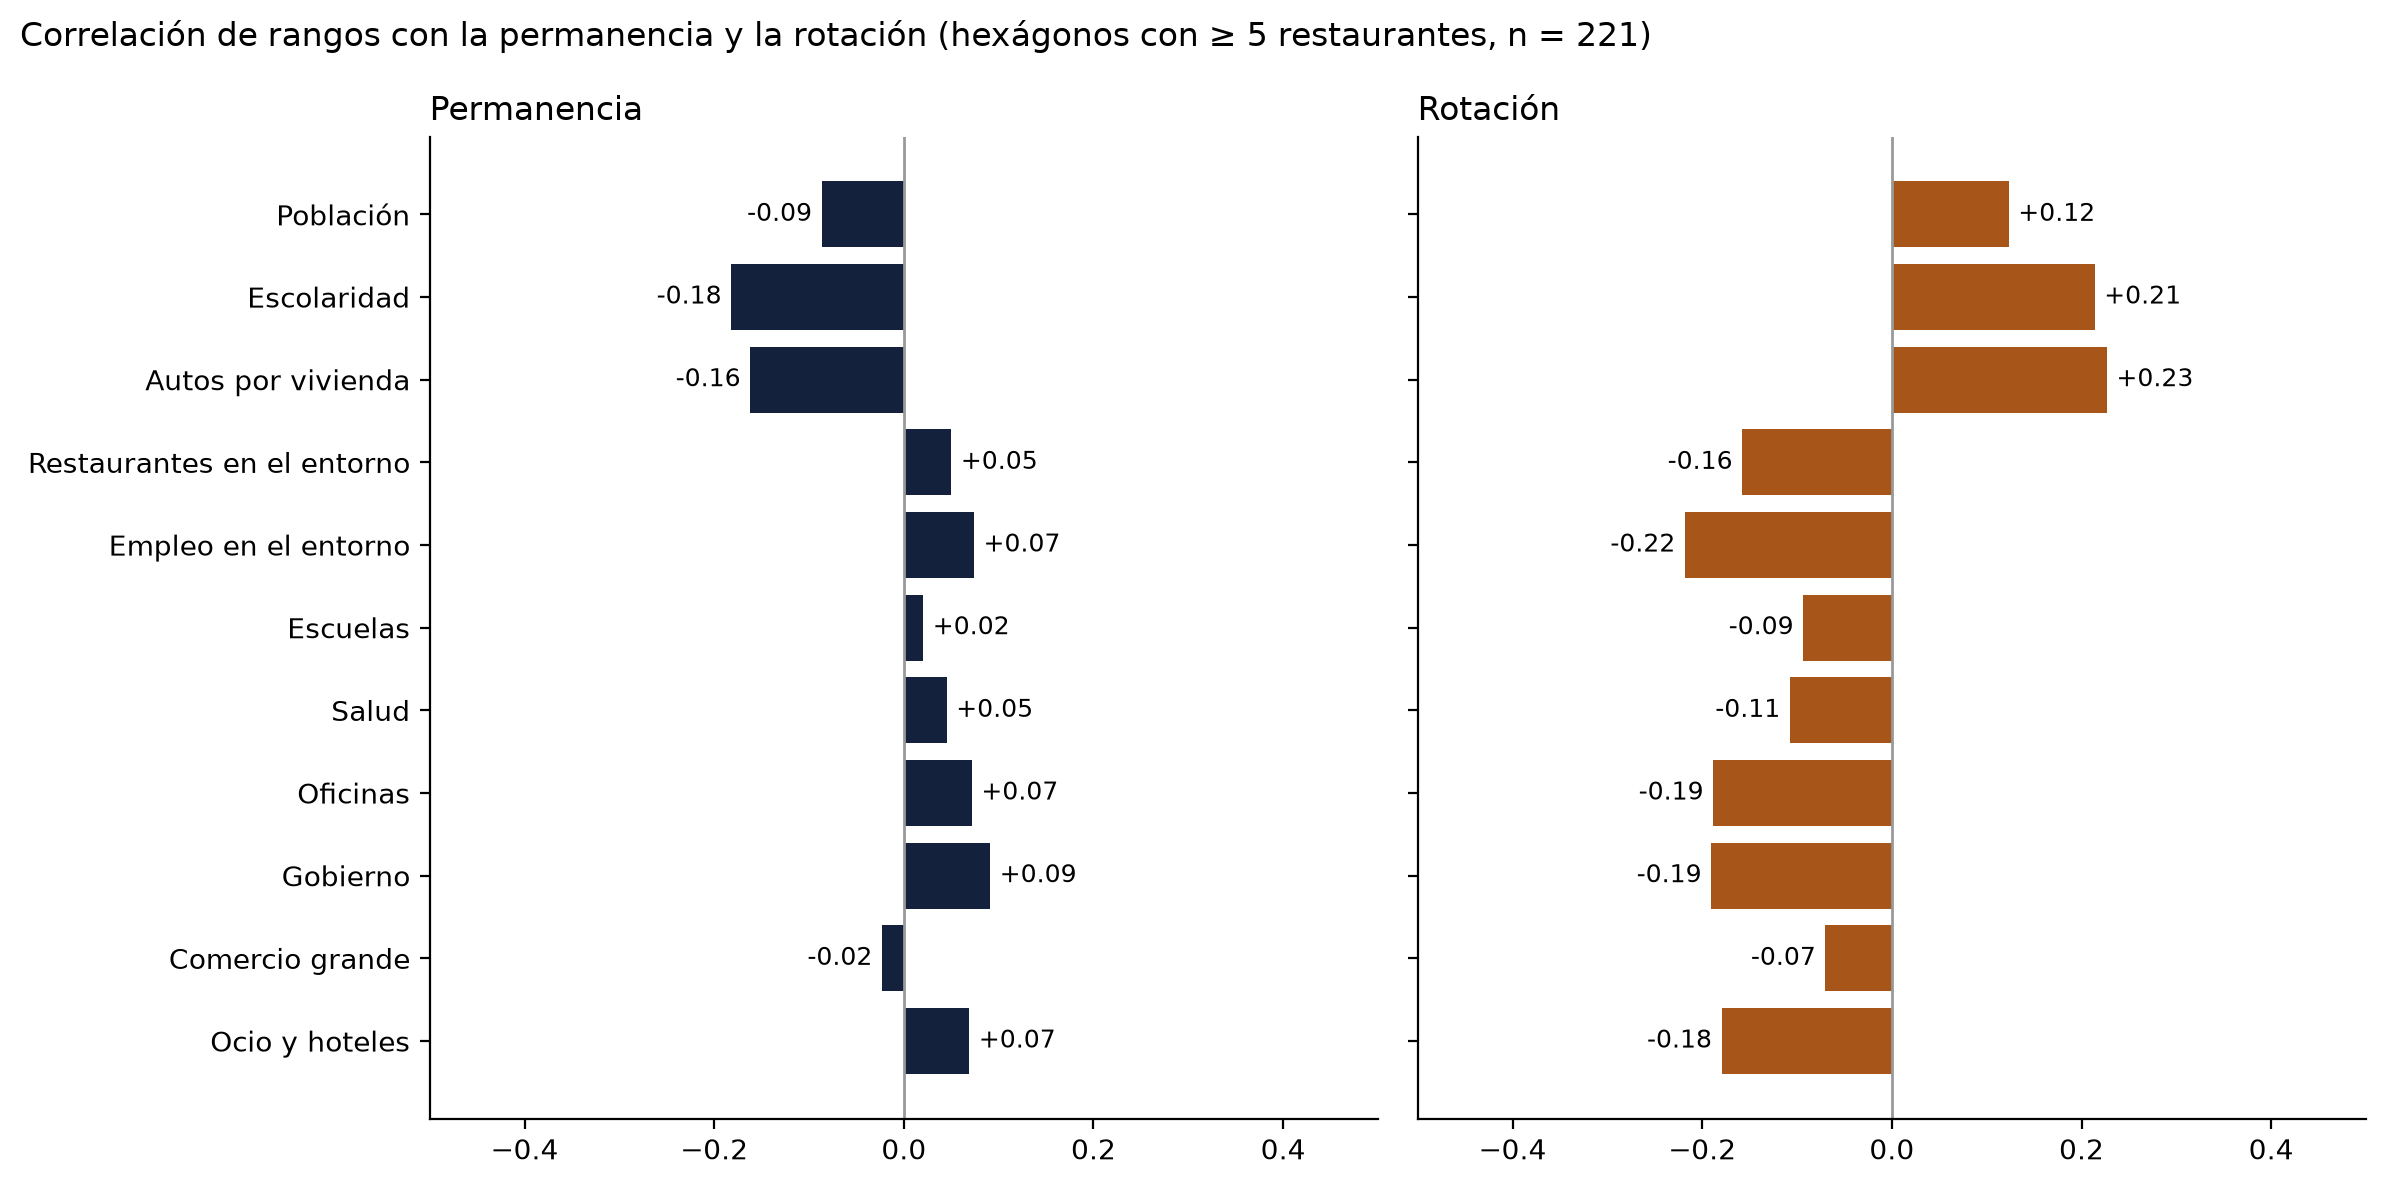 Correlación de rangos con la permanencia y la rotación (hexágonos con ≥ 5 restaurantes, n = 221)
Permanencia
Rotación
Población
-0.09
+0.12
Escolaridad
-0.18
+0.21
Autos por vivienda
-0.16
+0.23
Restaurantes en el entorno
+0.05
-0.16
Empleo en el entorno
+0.07
-0.22
Escuelas
+0.02
-0.09
Salud
+0.05
-0.11
Oficinas
+0.07
-0.19
Gobierno
+0.09
-0.19
Comercio grande
-0.02
-0.07
Ocio y hoteles
+0.07
-0.18
−0.4 −0.2 0.0 0.2 0.4
−0.4 −0.2 0.0 0.2 0.4